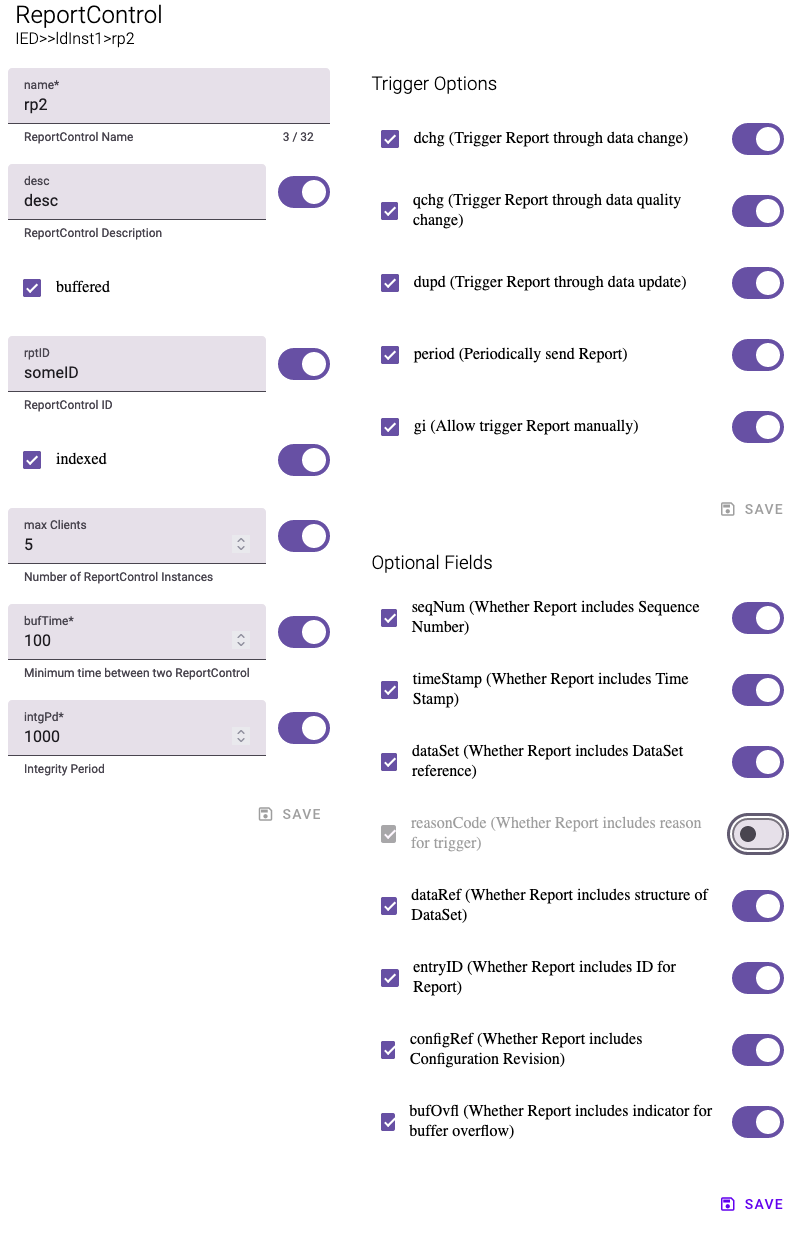 ReportControl
IED>>ldInst1>rp2
name*
rp2
ReportControl Name
3 / 32
desc
desc
ReportControl Description
buffered
rptID
someID
ReportControl ID
indexed
max Clients
5
Number of ReportControl Instances
bufTime*
100
Minimum time between two ReportControl
intgPd*
1000
Integrity Period
SAVE
Trigger Options
dchg (Trigger Report through data change)
qchg (Trigger Report through data quality
change)
dupd (Trigger Report through data update)
period (Periodically send Report)
gi (Allow trigger Report manually)
SAVE
Optional Fields
seqNum (Whether Report includes Sequence
Number)
timeStamp (Whether Report includes Time
Stamp)
dataSet (Whether Report includes DataSet
reference)
reasonCode (Whether Report includes reason
for trigger)
dataRef (Whether Report includes structure of
DataSet)
entryID (Whether Report includes ID for
Report)
configRef (Whether Report includes
Configuration Revision)
bufOvfl (Whether Report includes indicator for
buffer overflow)
SAVE